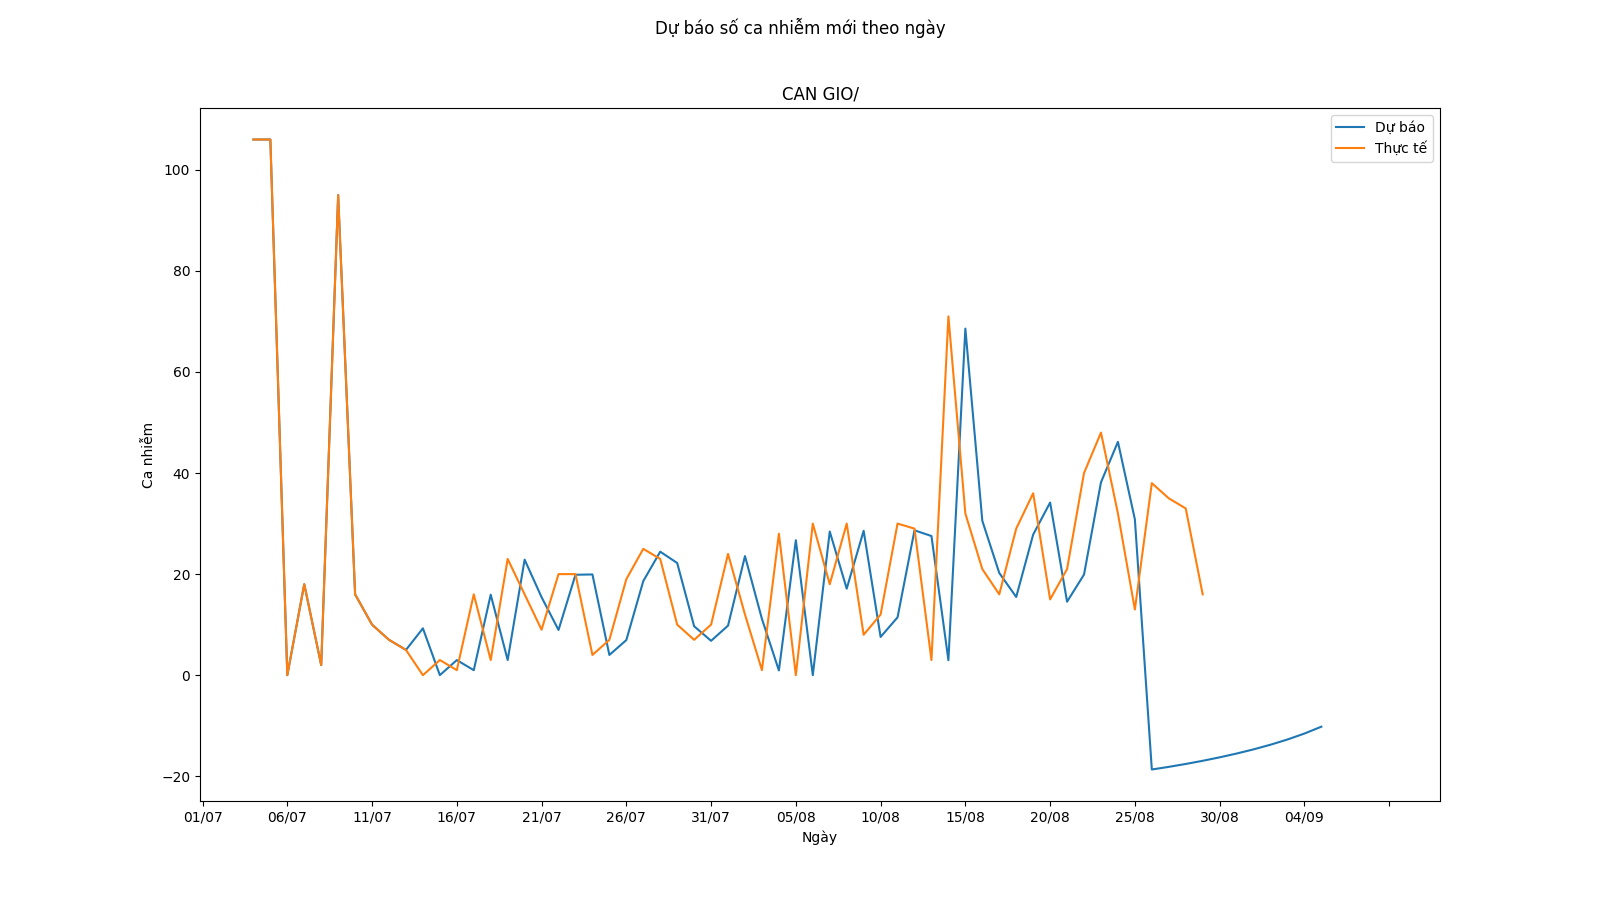 Dự báo số ca nhiễm mới theo ngày
CAN GIO/
Dự báo
Thực tế
Ca nhiễm
100
80
60
40
20
0
−20
01/07 06/07 11/07 16/07 21/07 26/07 31/07 05/08 10/08 15/08 20/08 25/08 30/08 04/09
Ngày